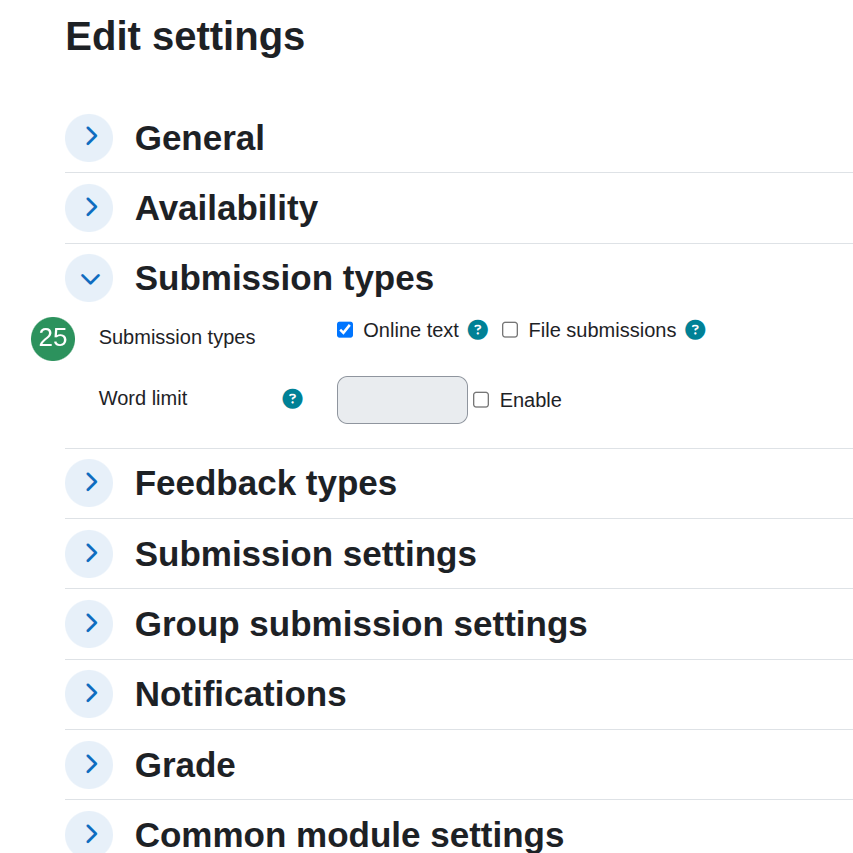 Edit settings
General
Availability
Submission types
25 Submission types Online text ? File submissions ?
Word limit ? Enable
Feedback types
Submission settings
Group submission settings
Notifications
Grade
Common module settings